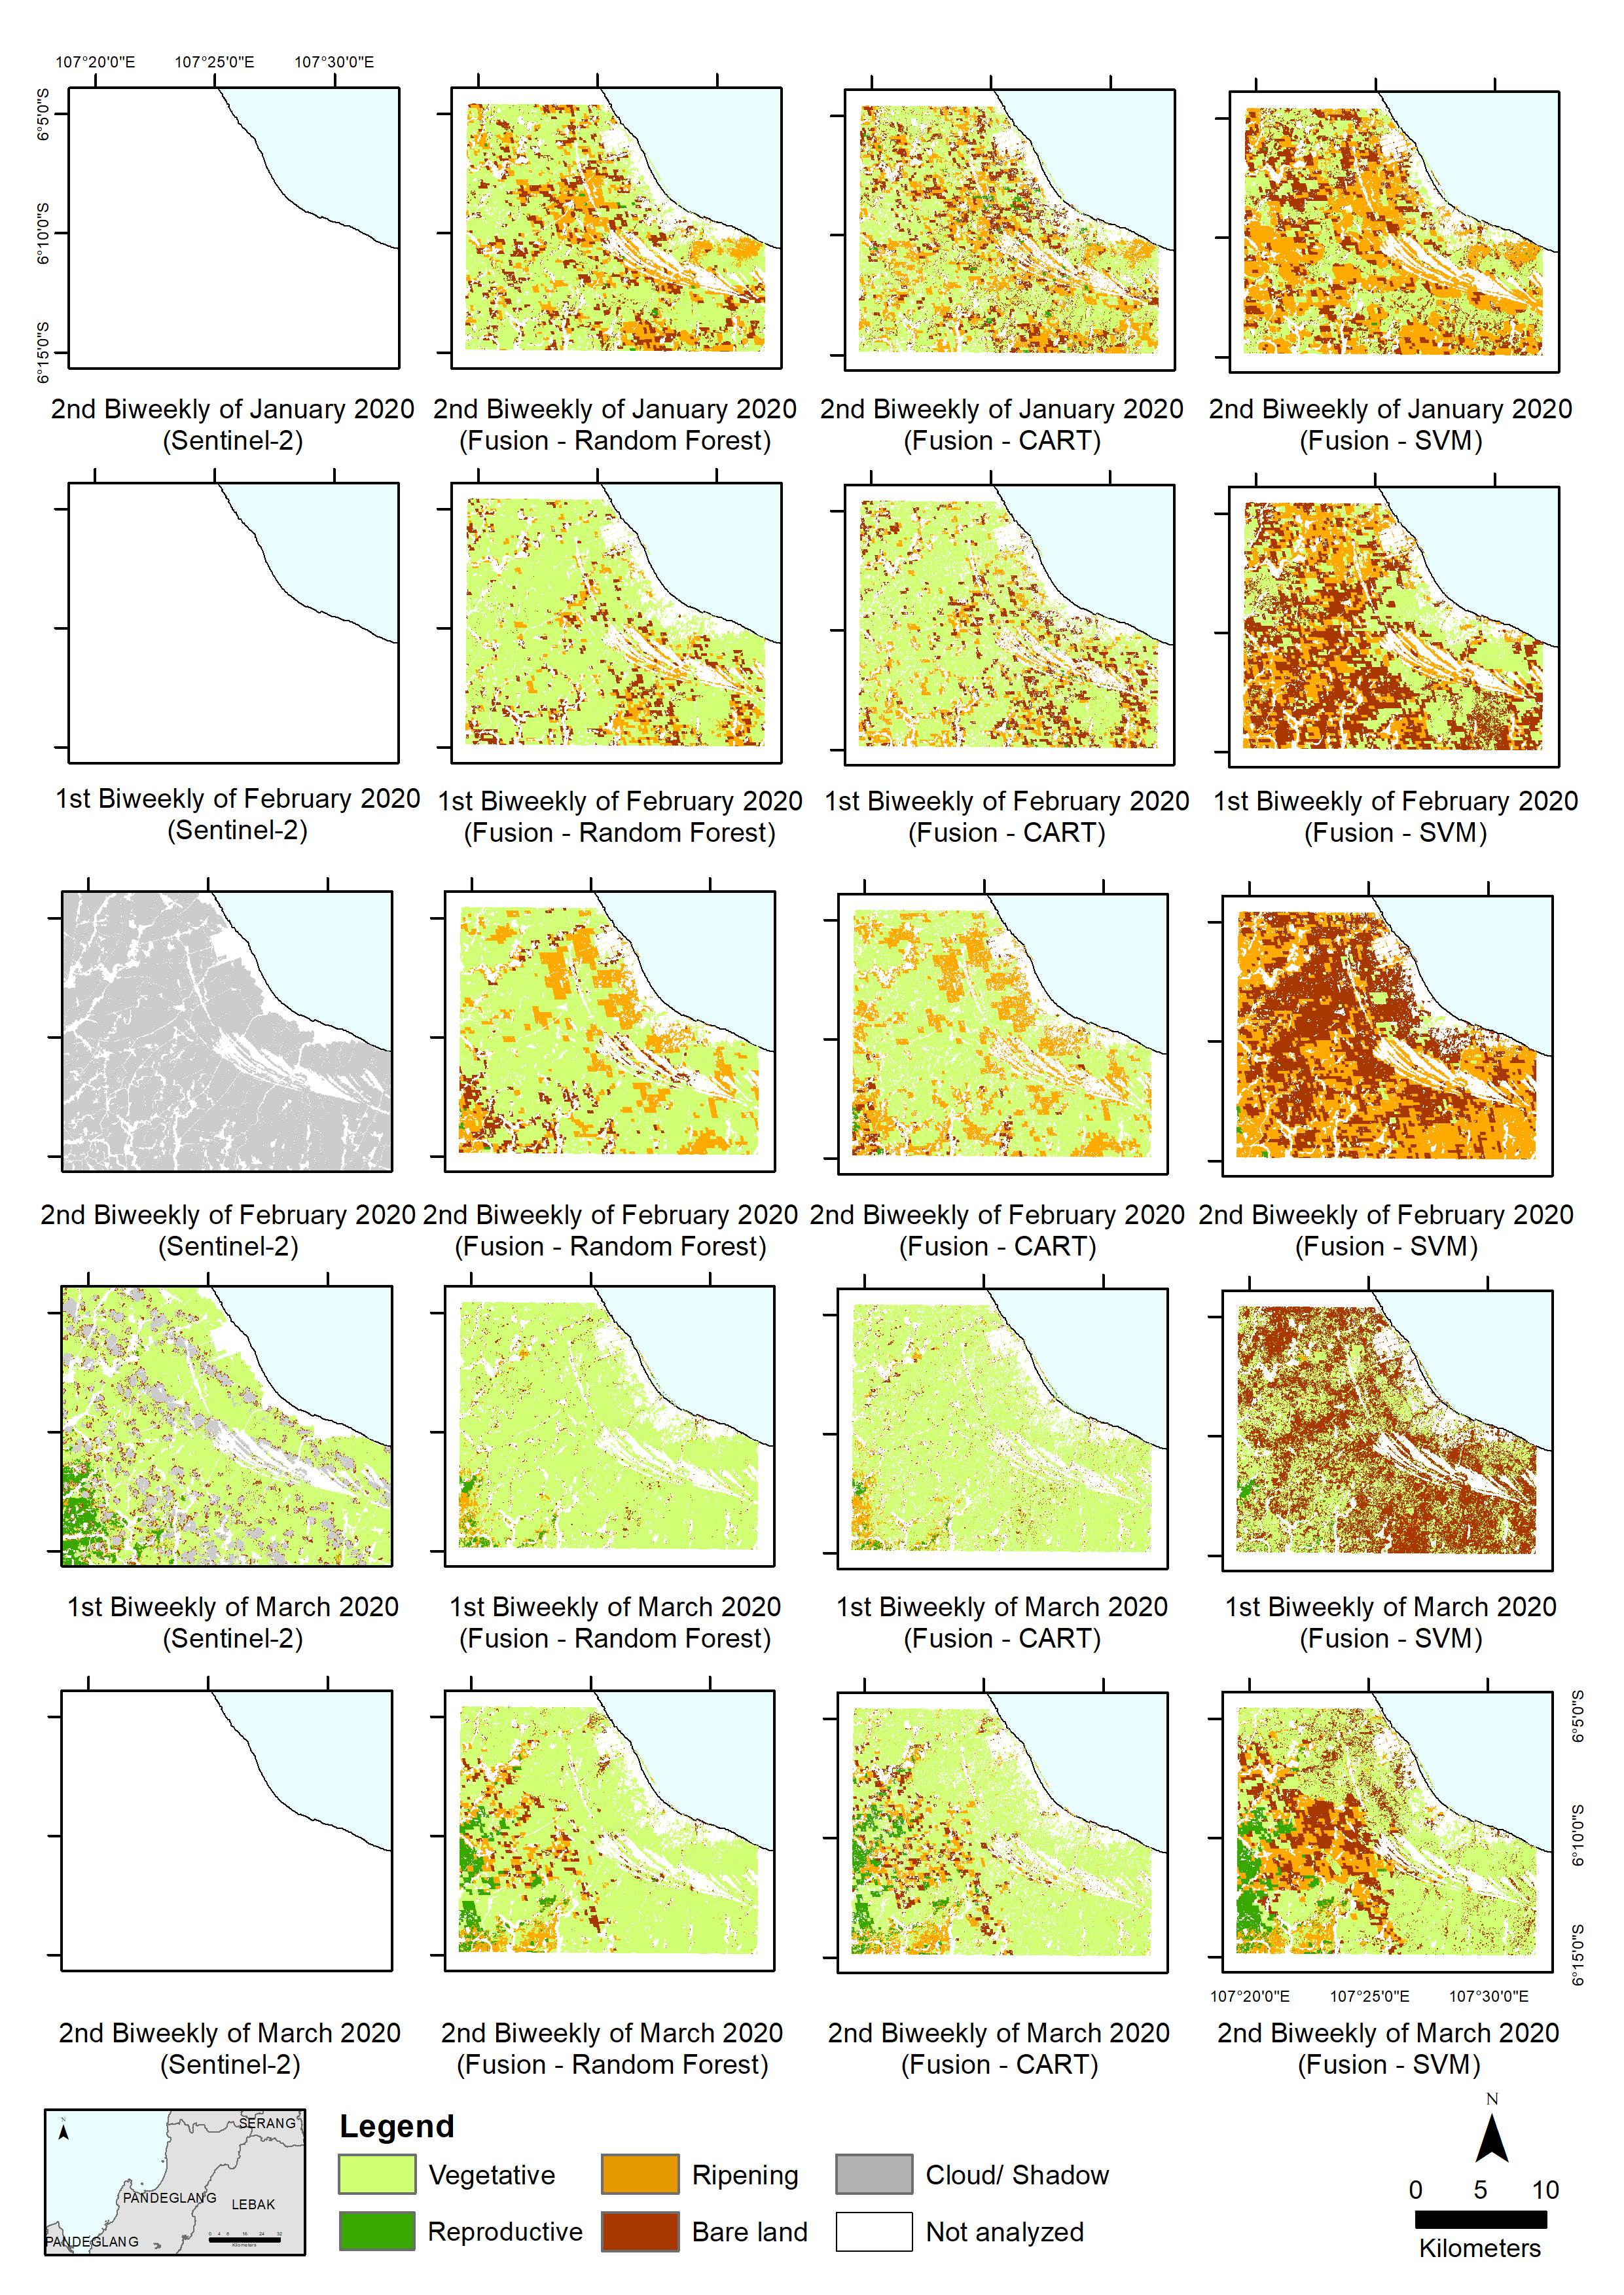 107°20'0"E 107°25'0"E 107°30'0"E
6°5'0"S
6°10'0"S
6°15'0"S
2nd Biweekly of January 2020 2nd Biweekly of January 2020 2nd Biweekly of January 2020 2nd Biweekly of January 2020
(Sentinel-2) (Fusion - Random Forest) (Fusion - CART) (Fusion - SVM)
1st Biweekly of February 2020 1st Biweekly of February 2020 1st Biweekly of February 2020 1st Biweekly of February 2020
(Sentinel-2) (Fusion - Random Forest) (Fusion - CART) (Fusion - SVM)
2nd Biweekly of February 2020 2nd Biweekly of February 2020 2nd Biweekly of February 2020 2nd Biweekly of February 2020
(Sentinel-2) (Fusion - Random Forest) (Fusion - CART) (Fusion - SVM)
1st Biweekly of March 2020 1st Biweekly of March 2020 1st Biweekly of March 2020 1st Biweekly of March 2020
(Sentinel-2) (Fusion - Random Forest) (Fusion - CART) (Fusion - SVM)
6°5'0"S
6°10'0"S
6°15'0"S
107°20'0"E 107°25'0"E 107°30'0"E
2nd Biweekly of March 2020 2nd Biweekly of March 2020 2nd Biweekly of March 2020 2nd Biweekly of March 2020
(Sentinel-2) (Fusion - Random Forest) (Fusion - CART) (Fusion - SVM)
N
SERANG
PANDEGLANG
LEBAK
PANDEGLANG
0 4 8 16 24 32
Kilometers
Legend
Vegetative Ripening Cloud/ Shadow
Reproductive Bare land Not analyzed
N
0 5 10
Kilometers